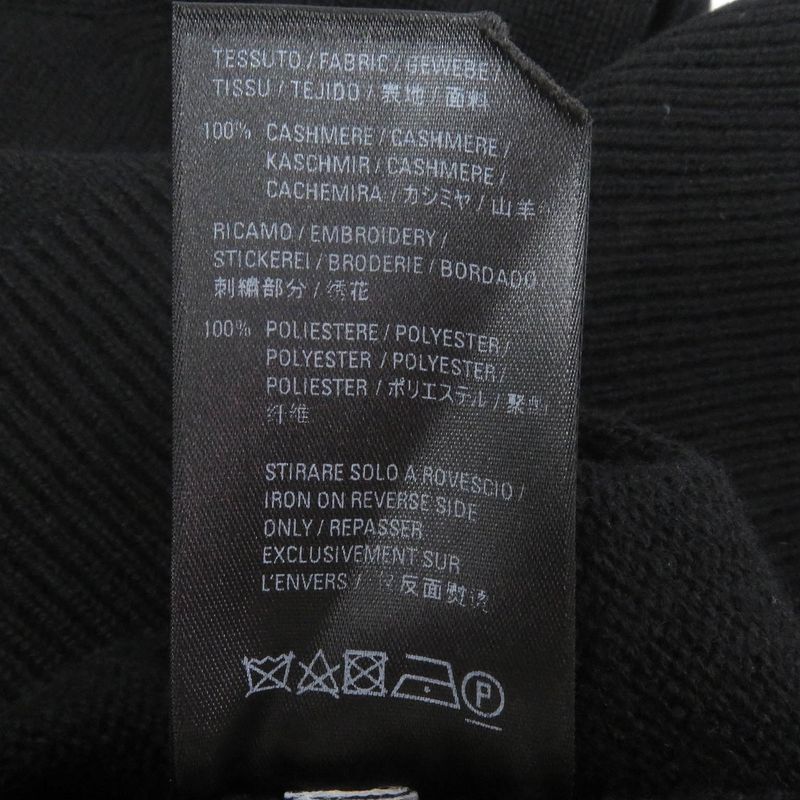 TESSUTO / FABRIC / GEWEBE /
TISSU / TEJIDO / 表地 / 面料
100% CASHMERE / CASHMERE /
KASCHMIR / CASHMERE /
CACHEMIRA / カシミヤ / 山羊
RICAMO / EMBROIDERY /
STICKEREI / BRODERIE / BORDADO
刺繍部分 / 绣花
100% POLIESTERE / POLYESTER /
POLYESTER / POLYESTER /
POLIESTER / ポリエステル / 聚酯
纤维
STIRARE SOLO A ROVESCIO /
IRON ON REVERSE SIDE
ONLY / REPASSER
EXCLUSIVEMENT SUR
L'ENVERS / 反面熨烫
P